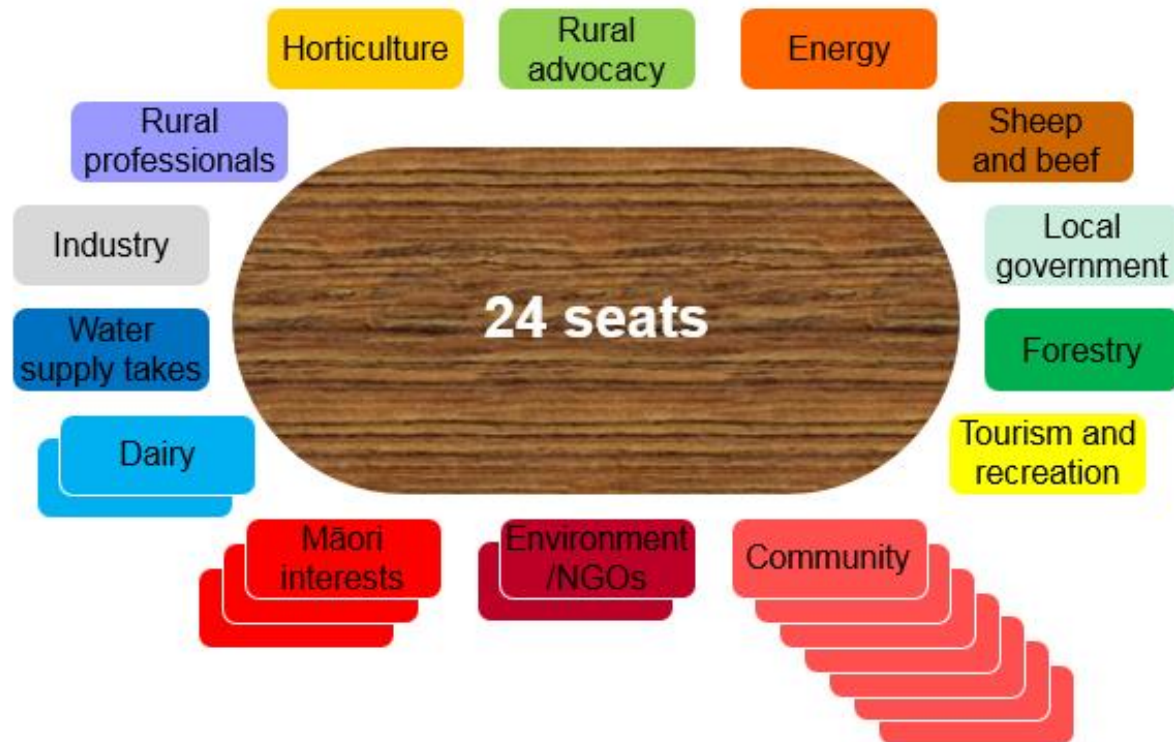 Horticulture
Rural
advocacy
Energy
Rural
professionals
Sheep
and beef
Industry
Local
government
24 seats
Water
supply takes
Forestry
Dairy
Tourism and
recreation
Māori
interests
Environment
/NGOs
Community